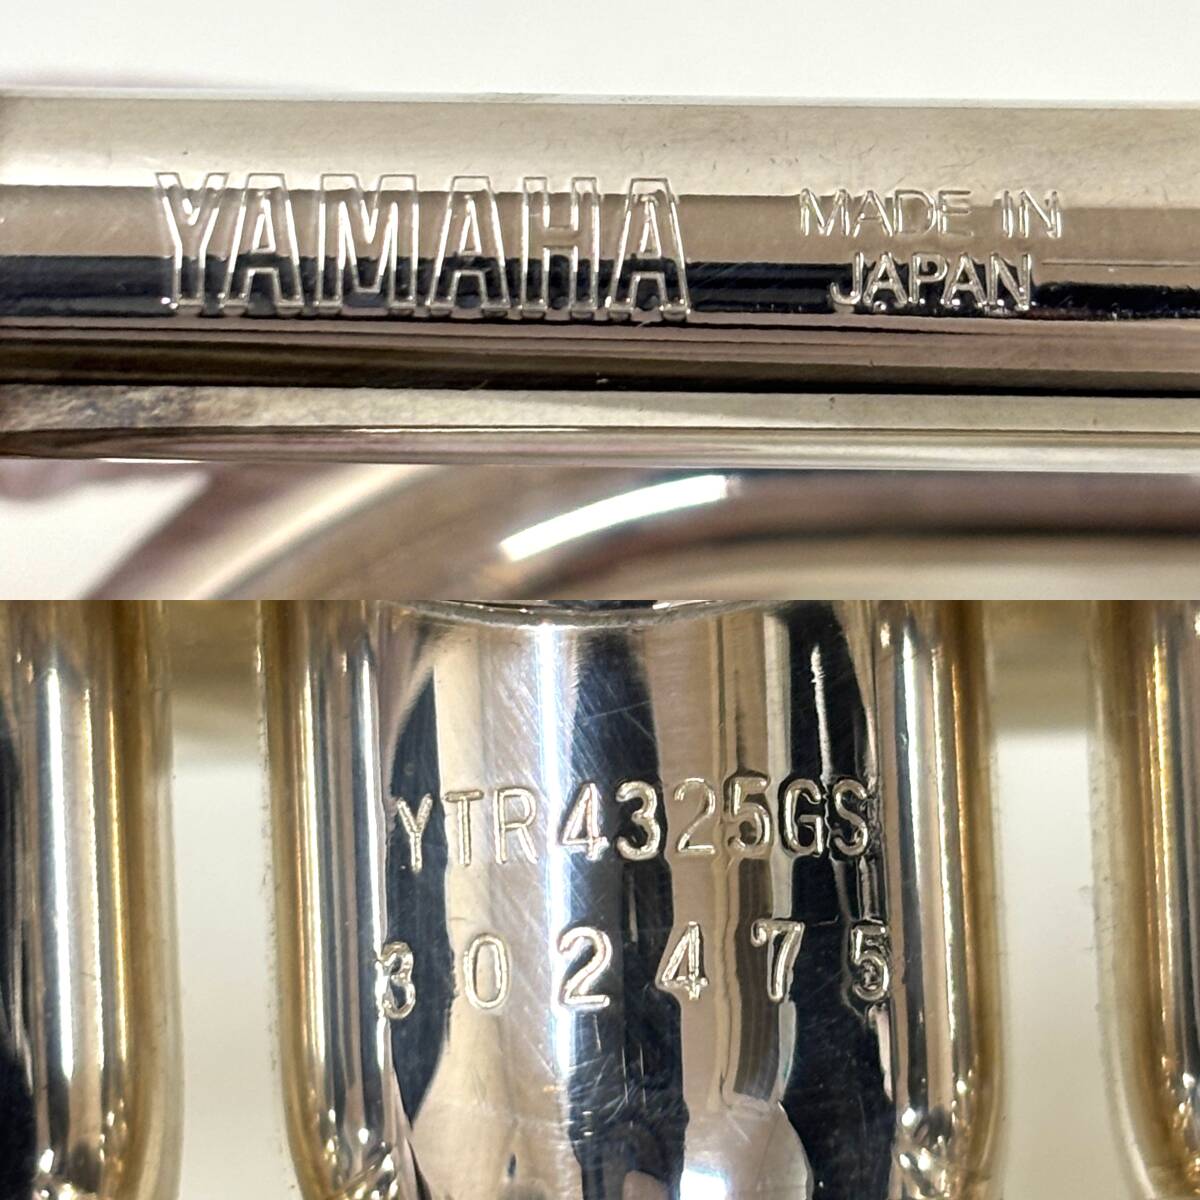 YAMAHA
MADE IN
JAPAN
YTR4325GS
302475